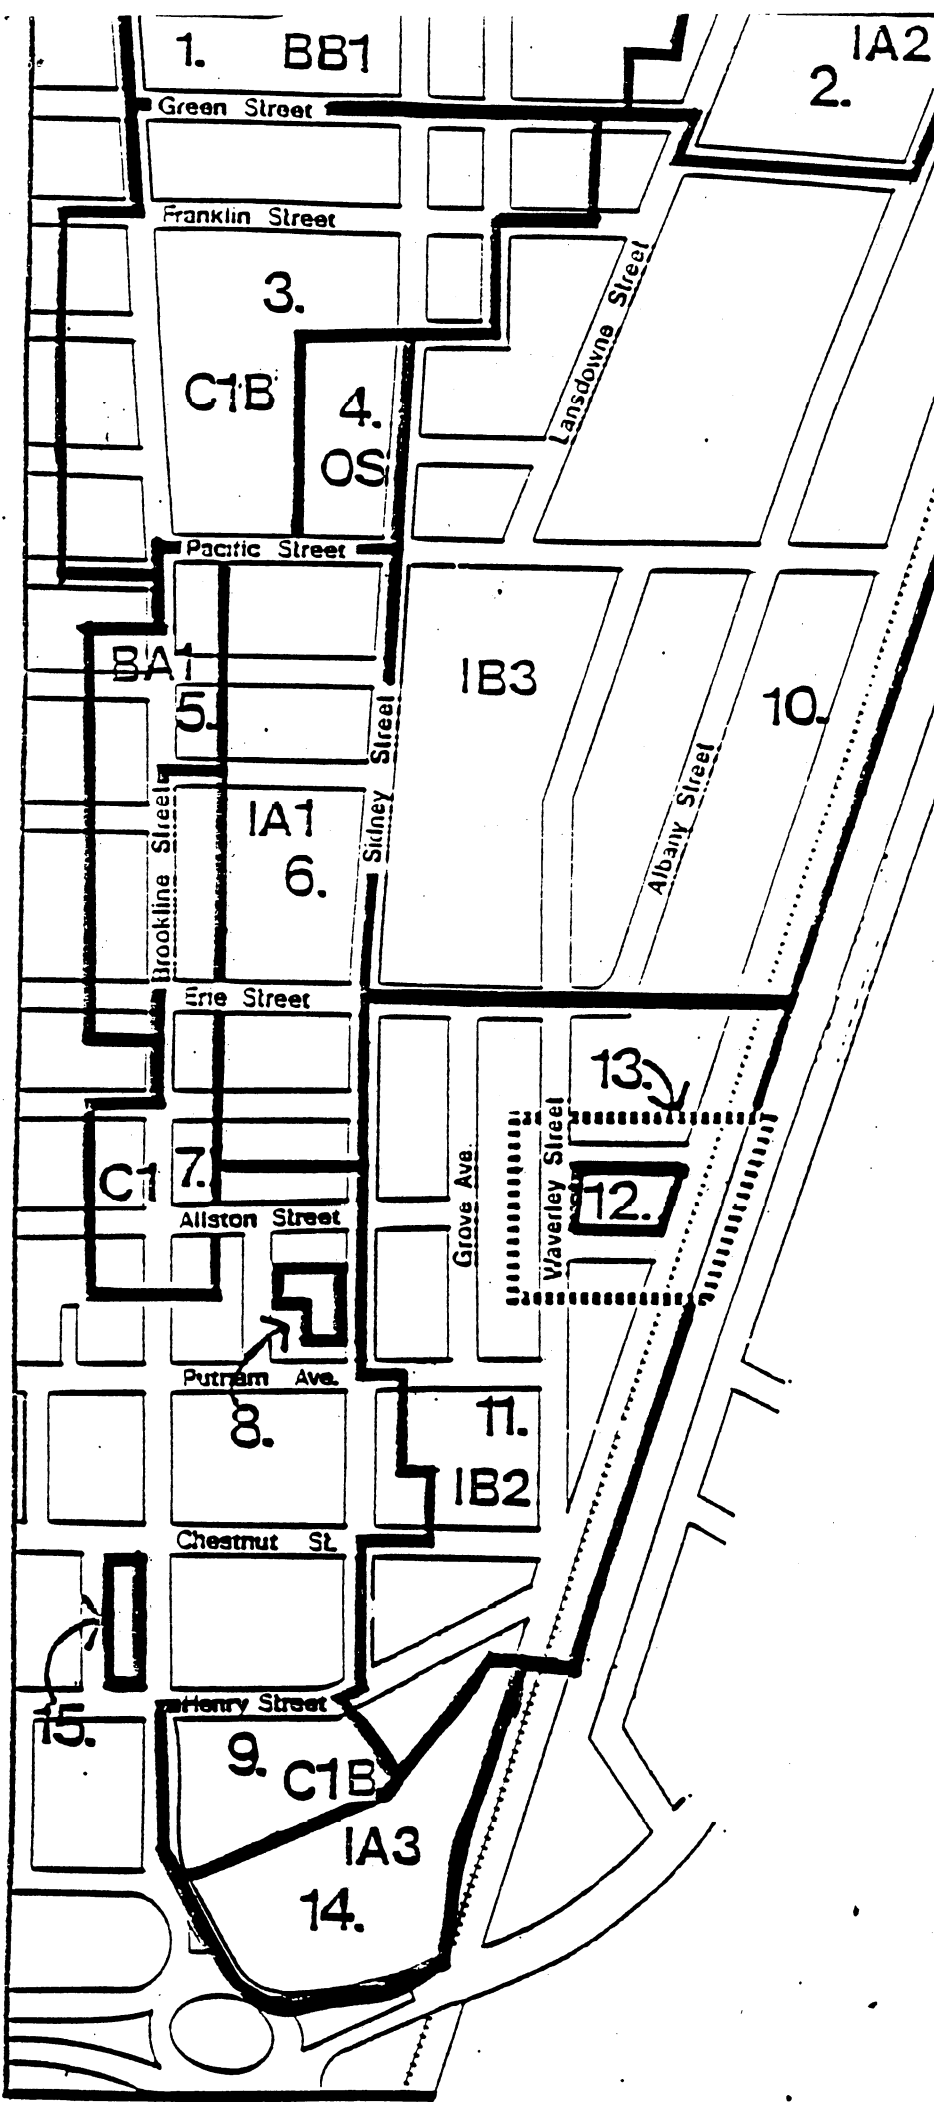 1. BB1
IA2
2.
Green Street
Franklin Street
Lansdowne Street
3.
C1B
4.
OS
Pacific Street
BA1
5.
IB3
10.
Sidney Street
Albany Street
Brookline Street
IA1
6.
Erie Street
13.
Waverley Street
12.
Grove Ave.
C1 7.
Allston Street
Putnam Ave.
8.
11.
IB2
Chestnut St.
15.
Henry Street
9.
C1B
IA3
14.